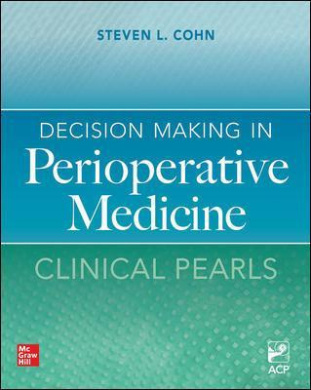 STEVEN L. COHN
DECISION MAKING IN
Perioperative
Medicine
CLINICAL PEARLS
Mc
Graw
Hill
ACP